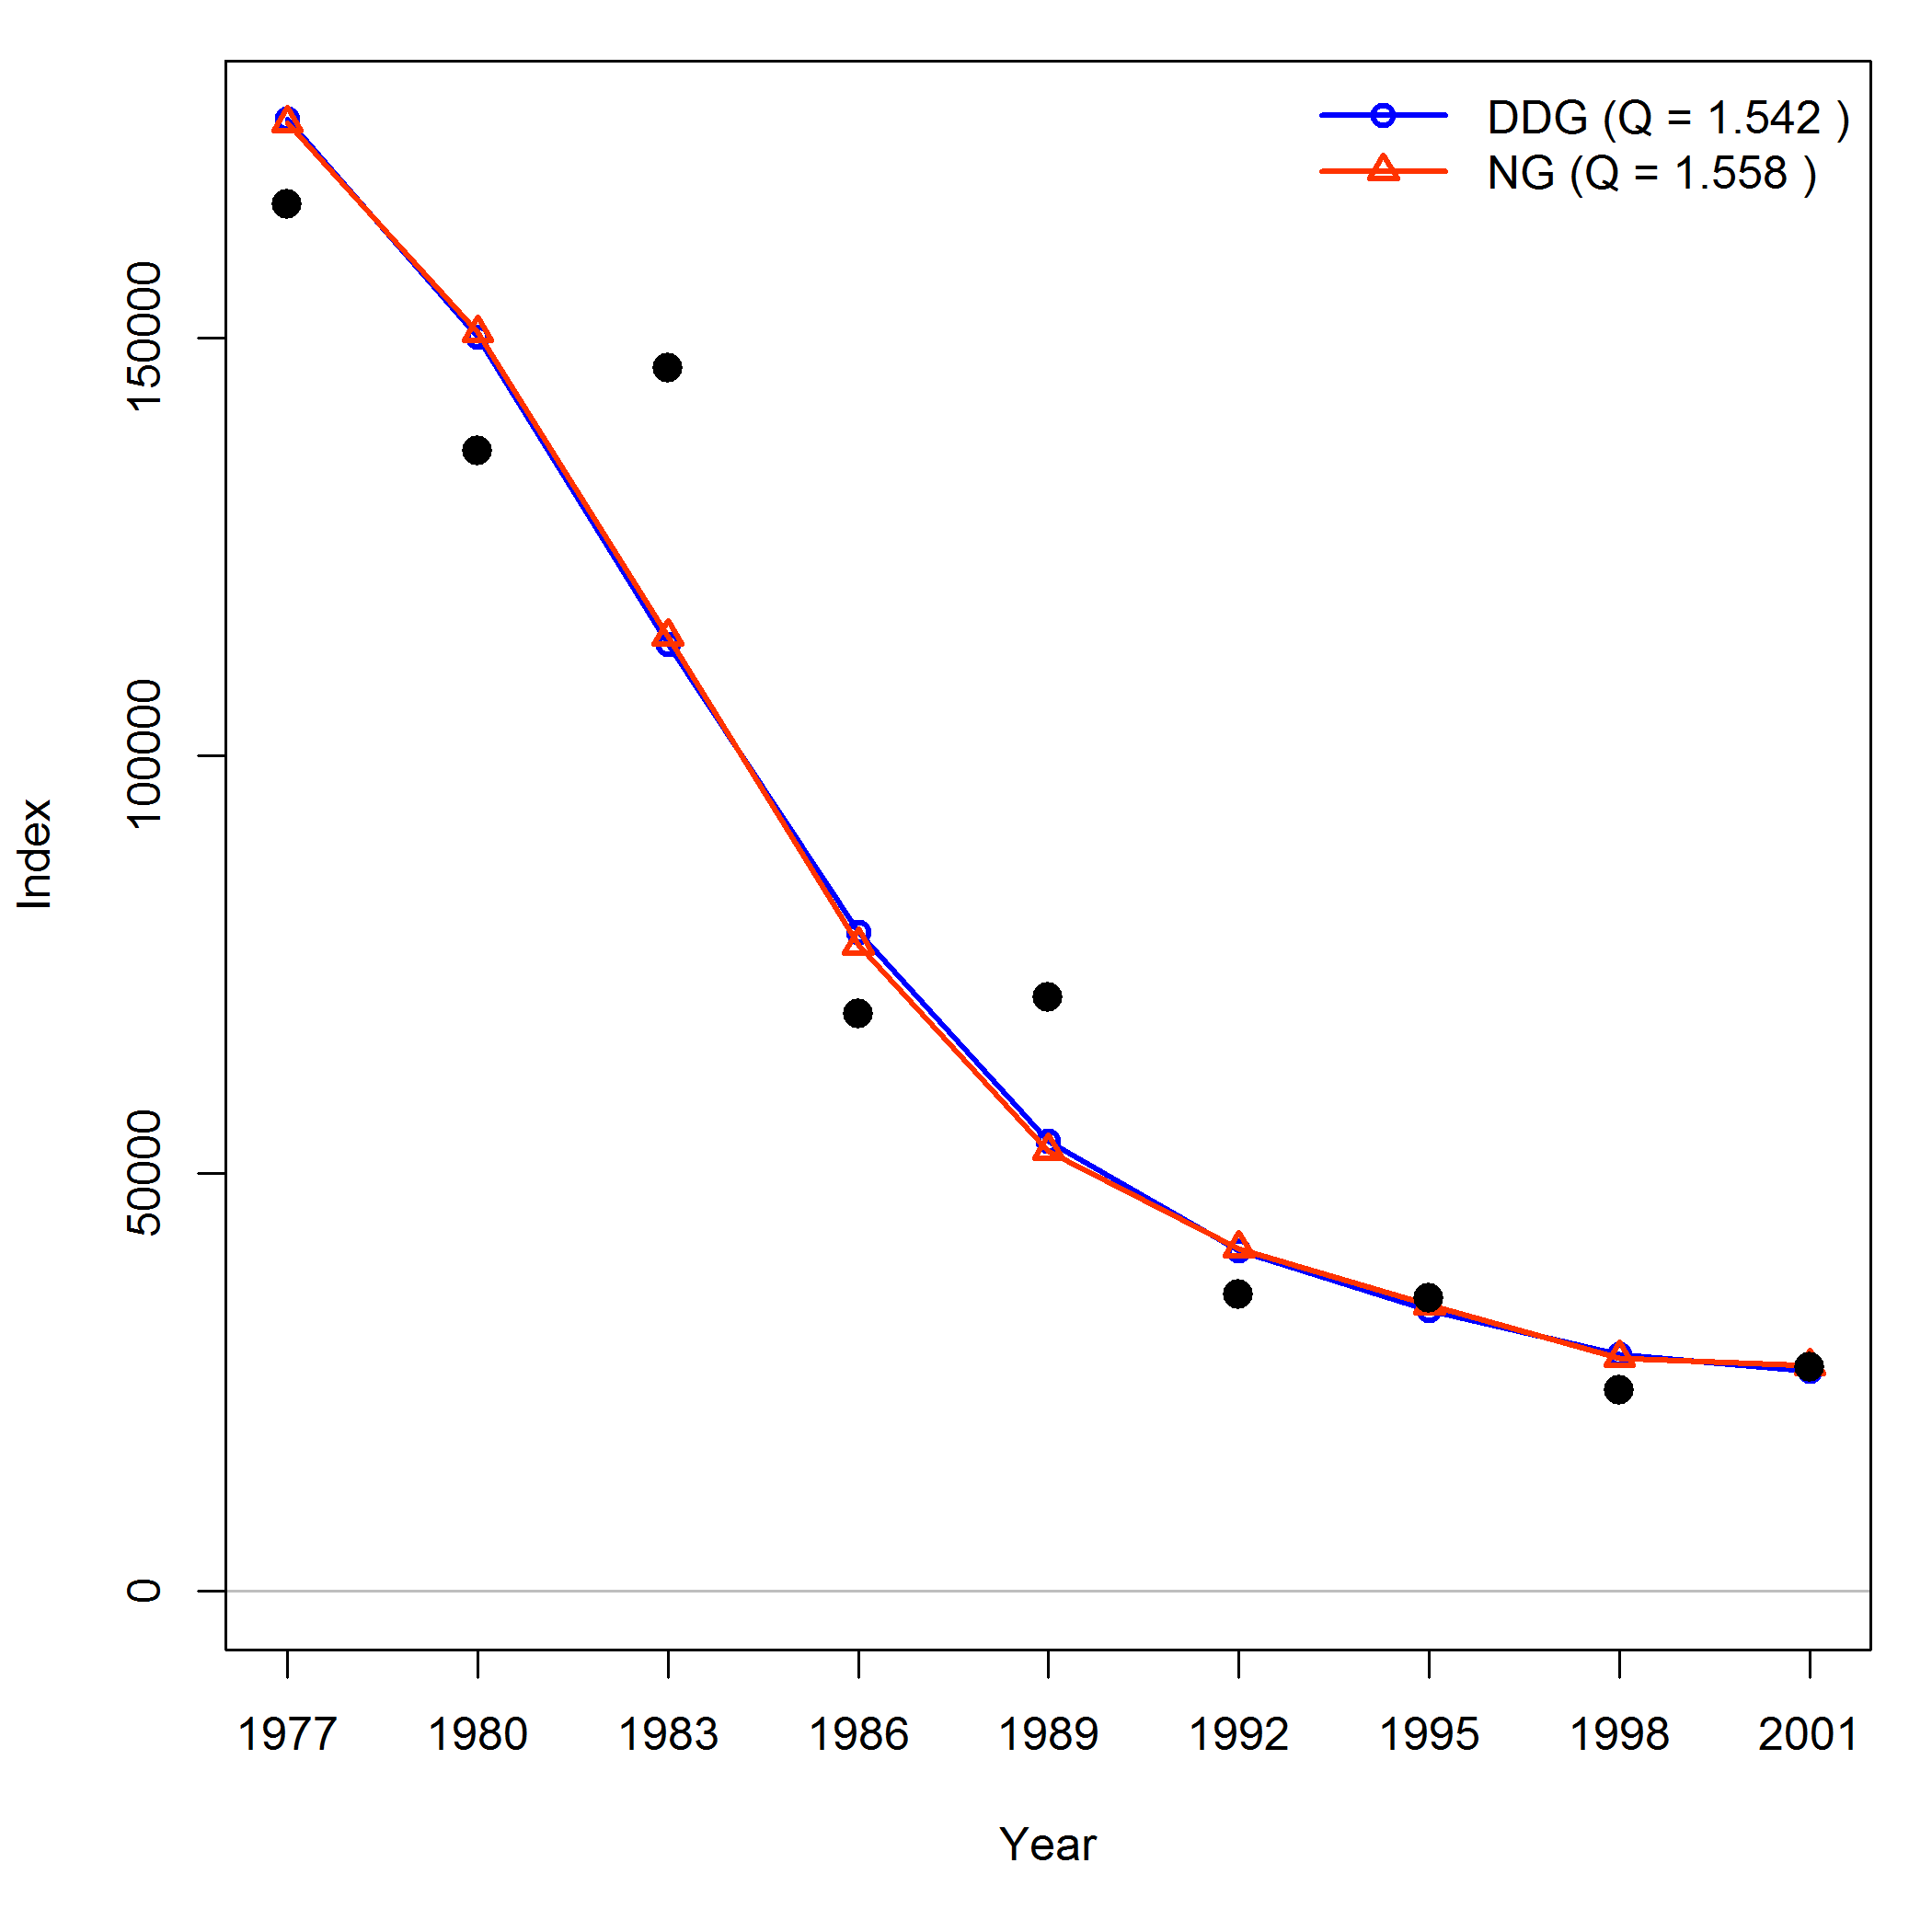 DDG (Q = 1.542 )
NG (Q = 1.558 )
150000
100000
50000
0
Index
1977 1980 1983 1986 1989 1992 1995 1998 2001
Year